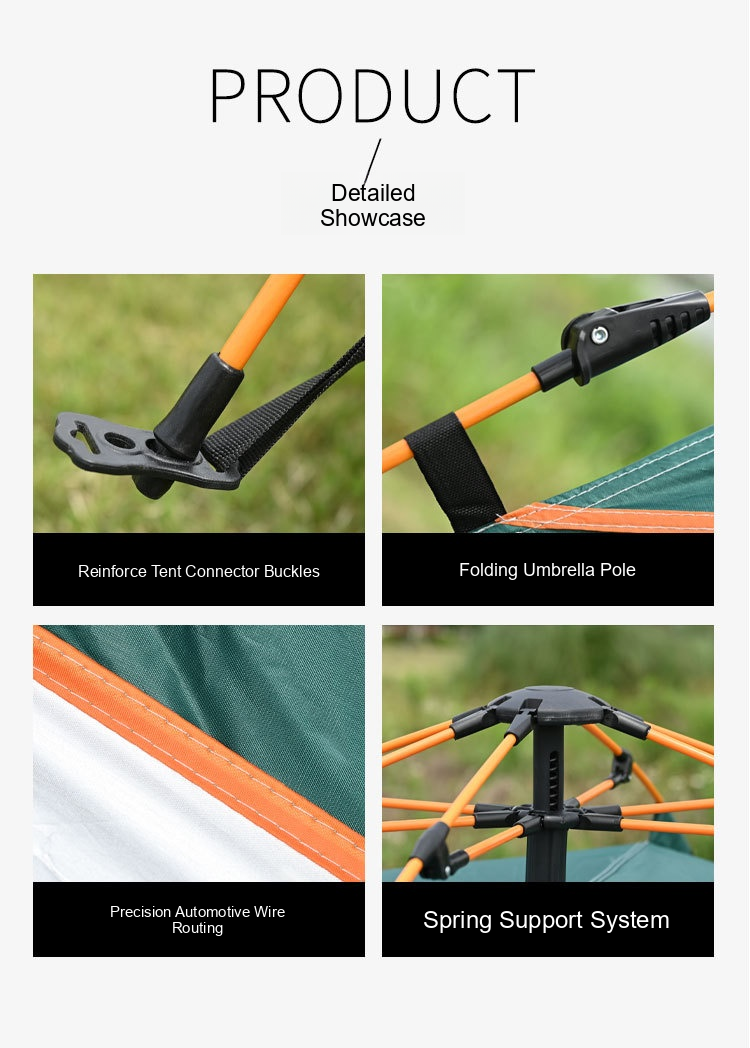 PRODUCT
Detailed
Showcase
Reinforce Tent Connector Buckles
Folding Umbrella Pole
Precision Automotive Wire
Routing
Spring Support System